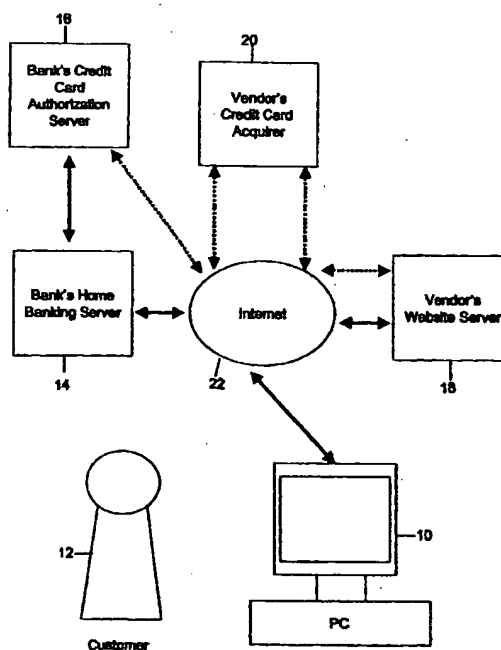 16
Bank's Credit
Card
Authorization
Server
20
Vendor's
Credit Card
Acquirer
Bank's Home
Banking Server
14
Internet
22
Vendor's
Website Server
18
12
Customer
10
PC